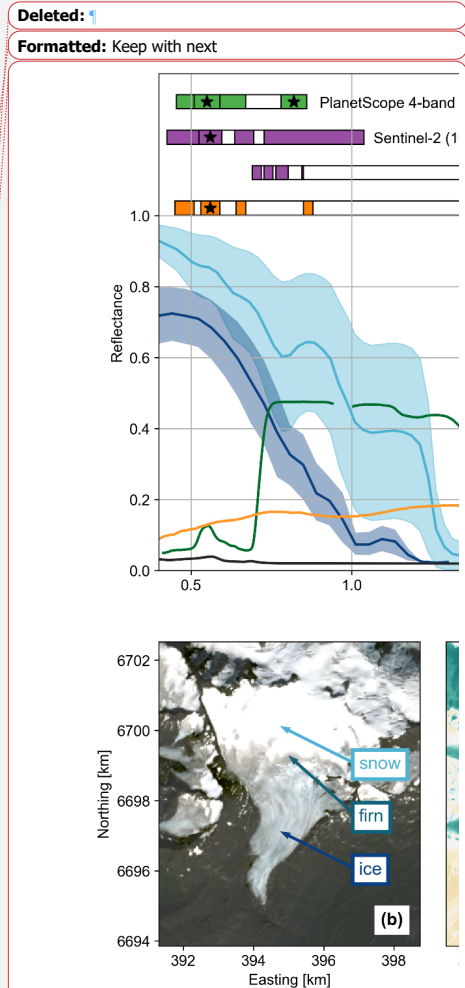 Deleted: ¶
Formatted: Keep with next
PlanetScope 4-band
Sentinel-2 (1
1.0
0.8
0.6
0.4
0.2
0.0
Reflectance
0.5
1.0
6702
6700
6698
6696
6694
Northing [km]
snow
firn
ice
(b)
392
394
396
398
Easting [km]